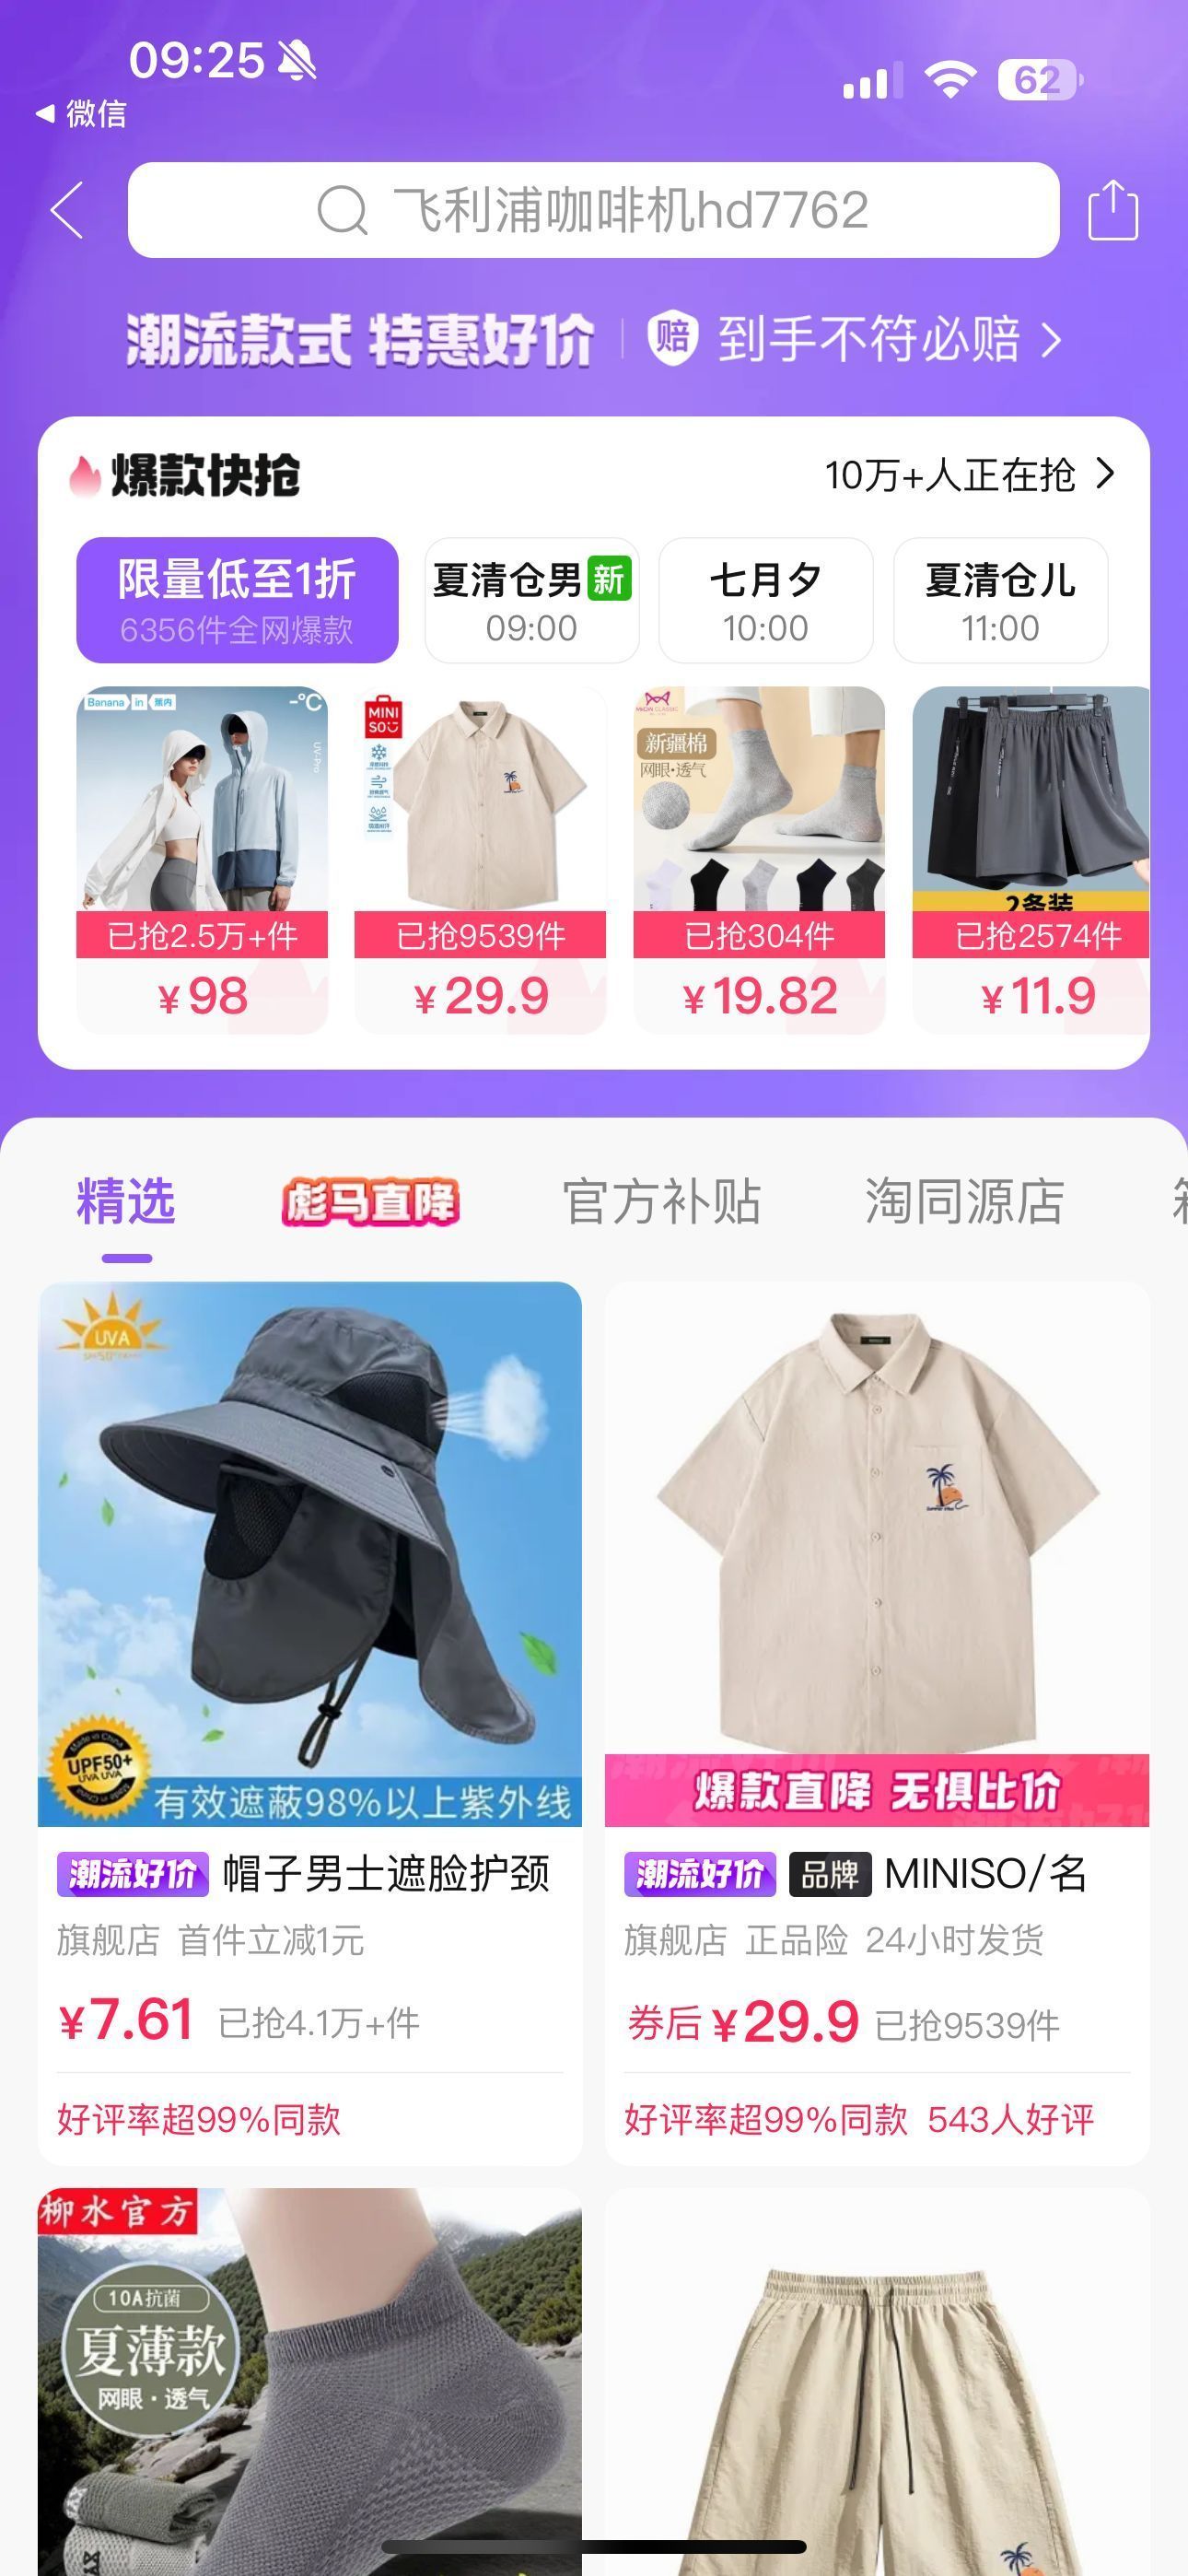 09:25
62
微信
飞利浦咖啡机hd7762
潮流款式 特惠好价 赔 到手不符必赔
爆款快抢
10万+人正在抢
限量低至1折
6356件全网爆款
夏清仓男 新
09:00
七月夕
10:00
夏清仓儿
11:00
Banana in 蕉内
-°C
UV-Pro
已抢2.5万+件
¥98
MINI
SO
已抢9539件
¥29.9
新疆棉
网眼·透气
已抢304件
¥19.82
2条装
已抢2574件
¥11.9
精选
彪马直降
官方补贴
淘同源店
UVA
UPF50+
UVA UVA
Made in China
有效遮蔽98%以上紫外线
潮流好价 帽子男士遮脸护颈
旗舰店 首件立减1元
¥7.61 已抢4.1万+件
好评率超99%同款
爆款直降 无惧比价
潮流好价 品牌 MINISO/名
旗舰店 正品险 24小时发货
券后 ¥29.9 已抢9539件
好评率超99%同款 543人好评
柳水官方
10A抗菌
夏薄款
网眼·透气